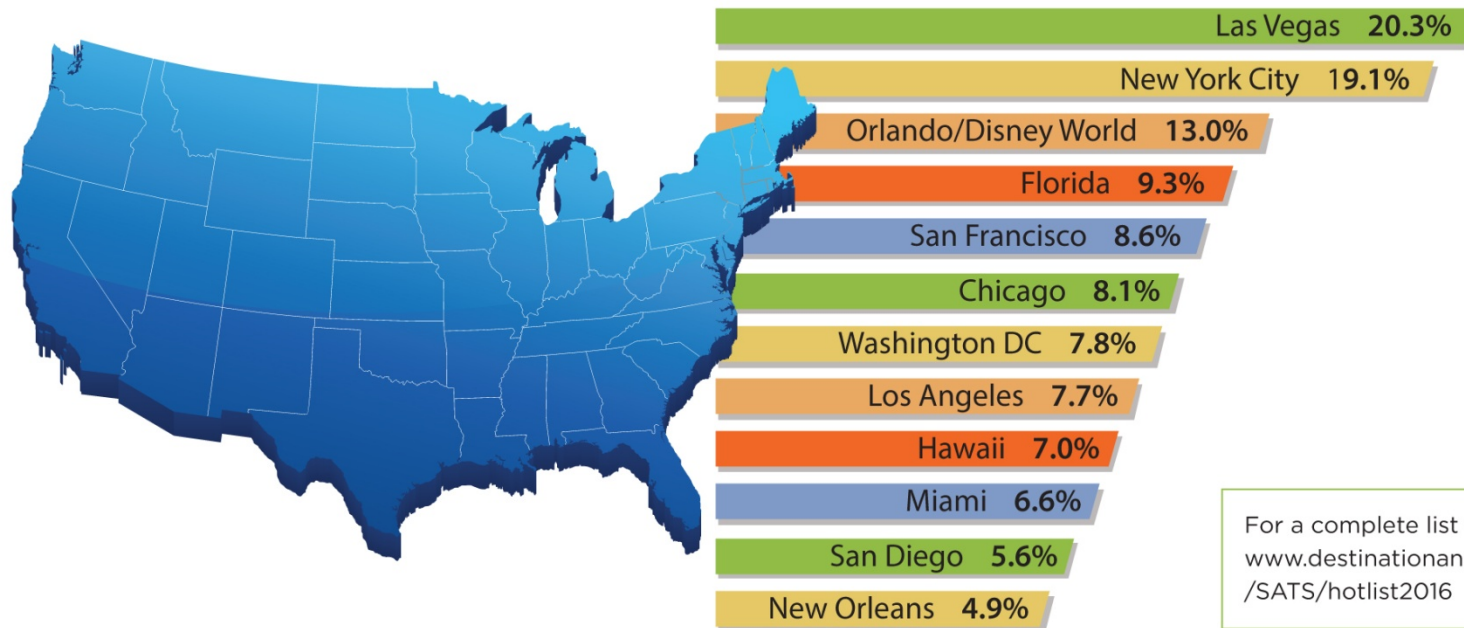 Las Vegas 20.3%
New York City 19.1%
Orlando/Disney World 13.0%
Florida 9.3%
San Francisco 8.6%
Chicago 8.1%
Washington DC 7.8%
Los Angeles 7.7%
Hawaii 7.0%
Miami 6.6%
San Diego 5.6%
New Orleans 4.9%
For a complete list
www.destinationan
/SATS/hotlist2016